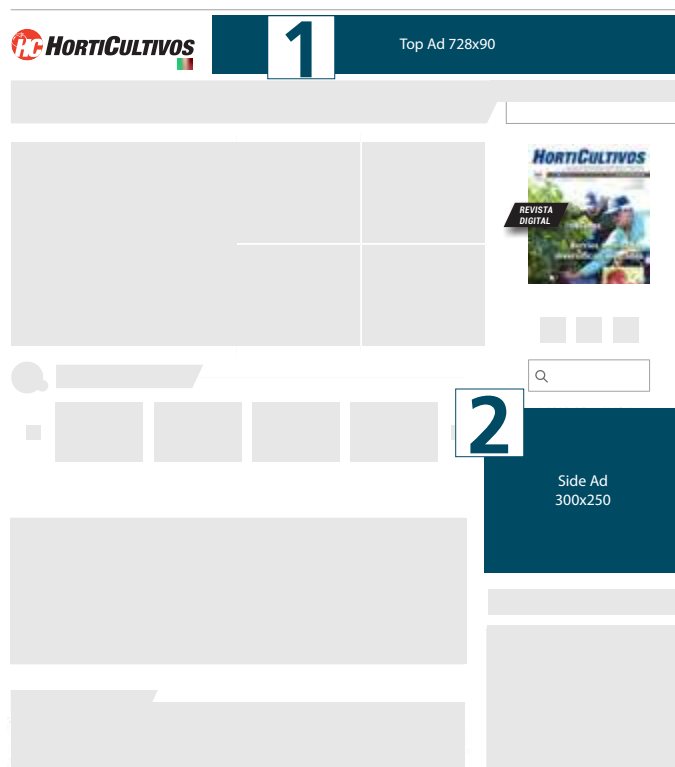 HC HORTICULTIVOS
1
Top Ad 728x90
HORTICULTIVOS
REVISTA
DIGITAL
2
Side Ad
300x250